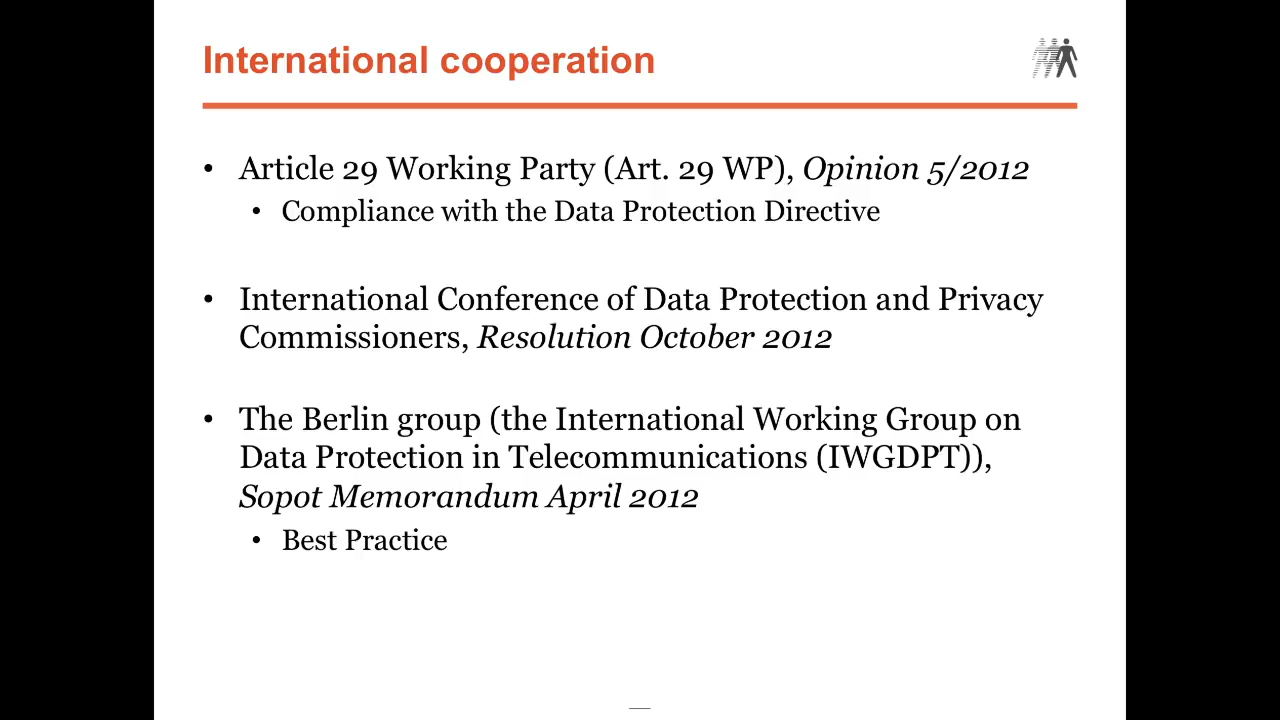 International cooperation
• Article 29 Working Party (Art. 29 WP), Opinion 5/2012
• Compliance with the Data Protection Directive
• International Conference of Data Protection and Privacy
Commissioners, Resolution October 2012
• The Berlin group (the International Working Group on
Data Protection in Telecommunications (IWGDPT)),
Sopot Memorandum April 2012
• Best Practice